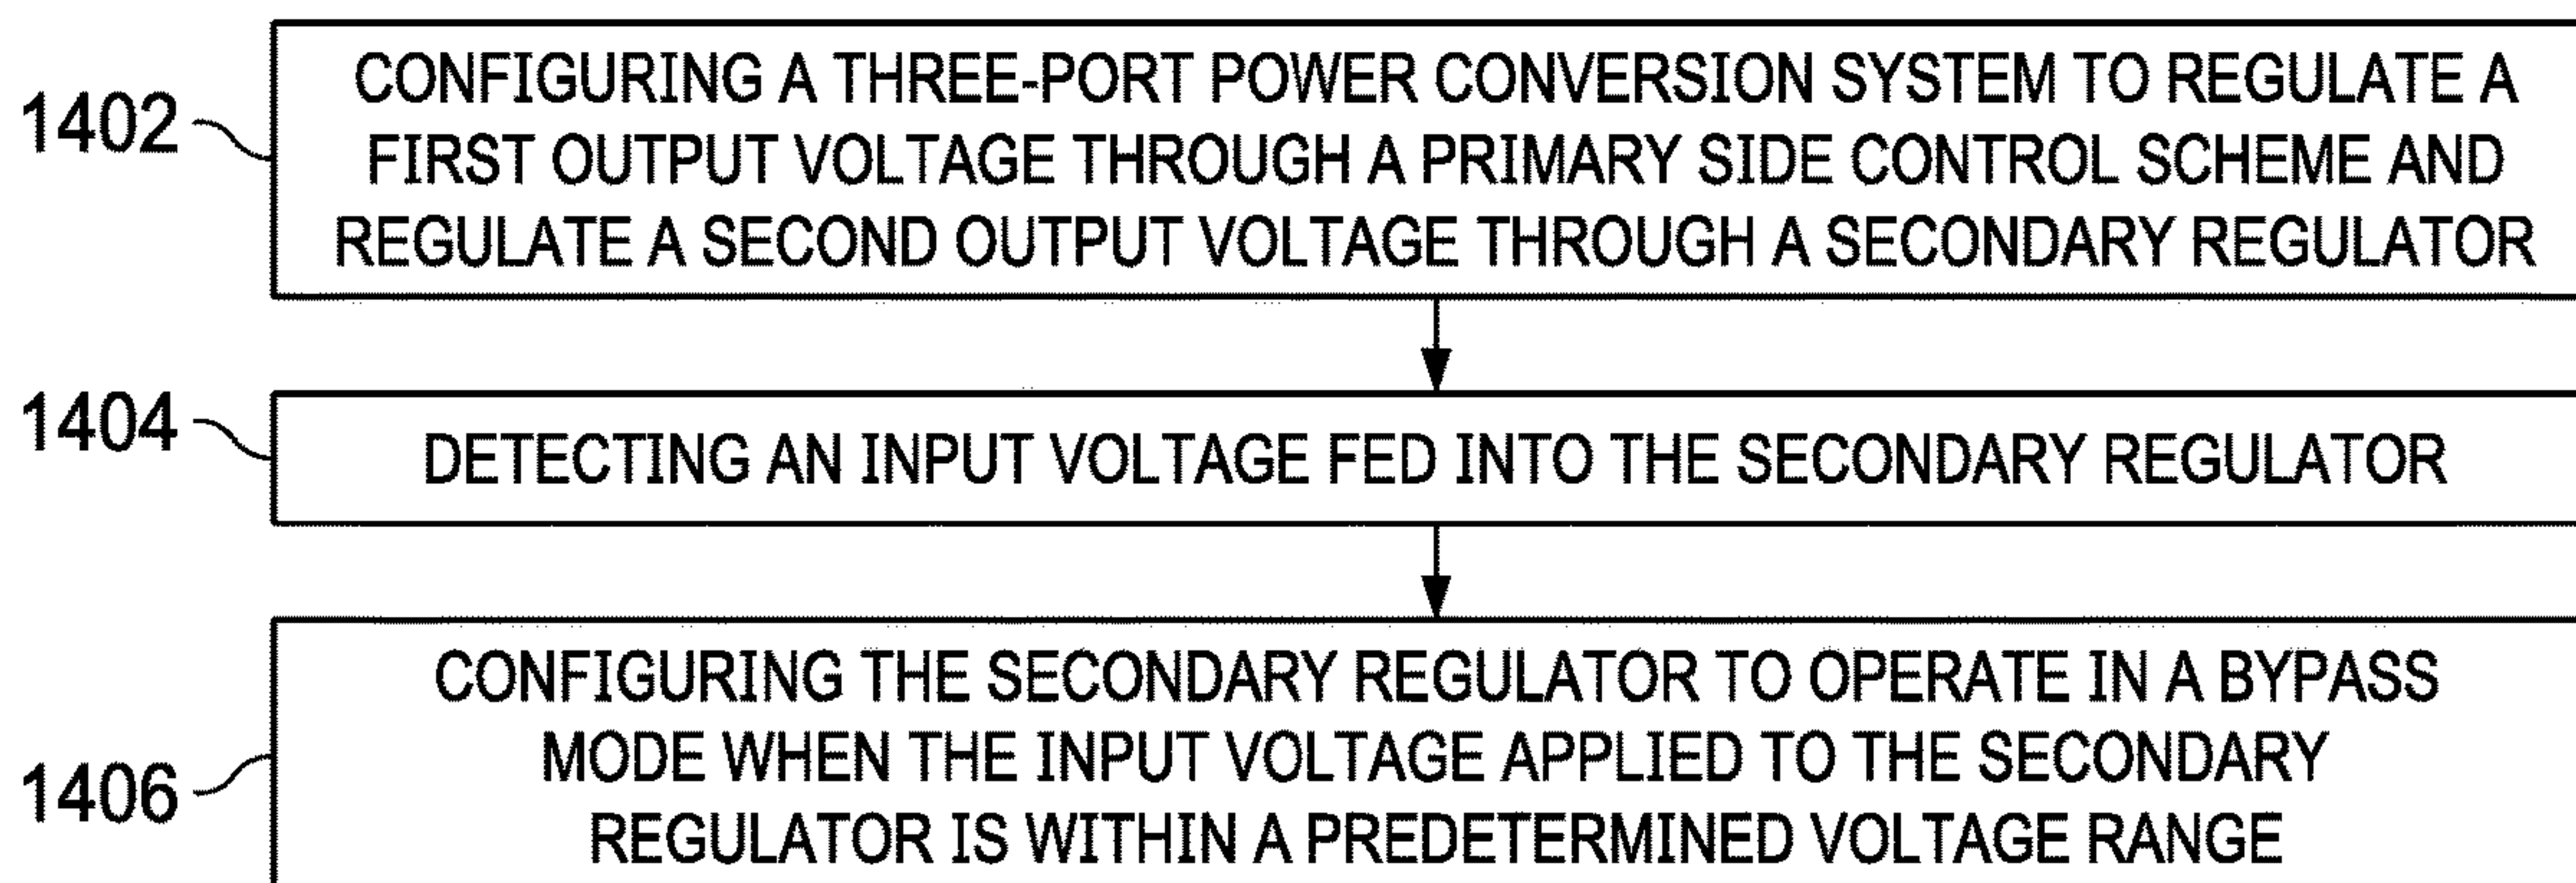 1402
CONFIGURING A THREE-PORT POWER CONVERSION SYSTEM TO REGULATE A
FIRST OUTPUT VOLTAGE THROUGH A PRIMARY SIDE CONTROL SCHEME AND
REGULATE A SECOND OUTPUT VOLTAGE THROUGH A SECONDARY REGULATOR
1404
DETECTING AN INPUT VOLTAGE FED INTO THE SECONDARY REGULATOR
1406
CONFIGURING THE SECONDARY REGULATOR TO OPERATE IN A BYPASS
MODE WHEN THE INPUT VOLTAGE APPLIED TO THE SECONDARY
REGULATOR IS WITHIN A PREDETERMINED VOLTAGE RANGE